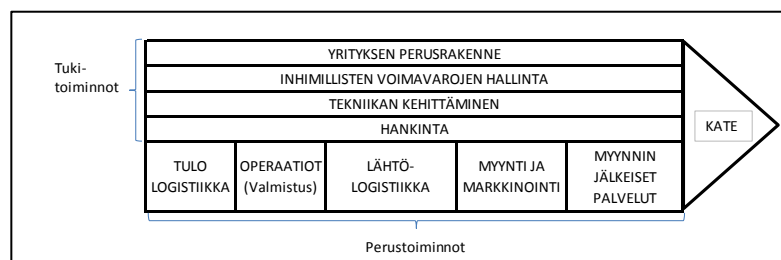 YRITYKSEN PERUSRAKENNE
Tuki-
toiminnot
INHIMILLISTEN VOIMAVAROJEN HALLINTA
TEKNIIKAN KEHITTÄMINEN
HANKINTA
KATE
TULO
LOGISTIIKKA
OPERAATIOT
(Valmistus)
LÄHTÖ-
LOGISTIIKKA
MYYNTI JA
MARKKINOINTI
MYYNNIN
JÄLKEISET
PALVELUT
Perustoiminnot